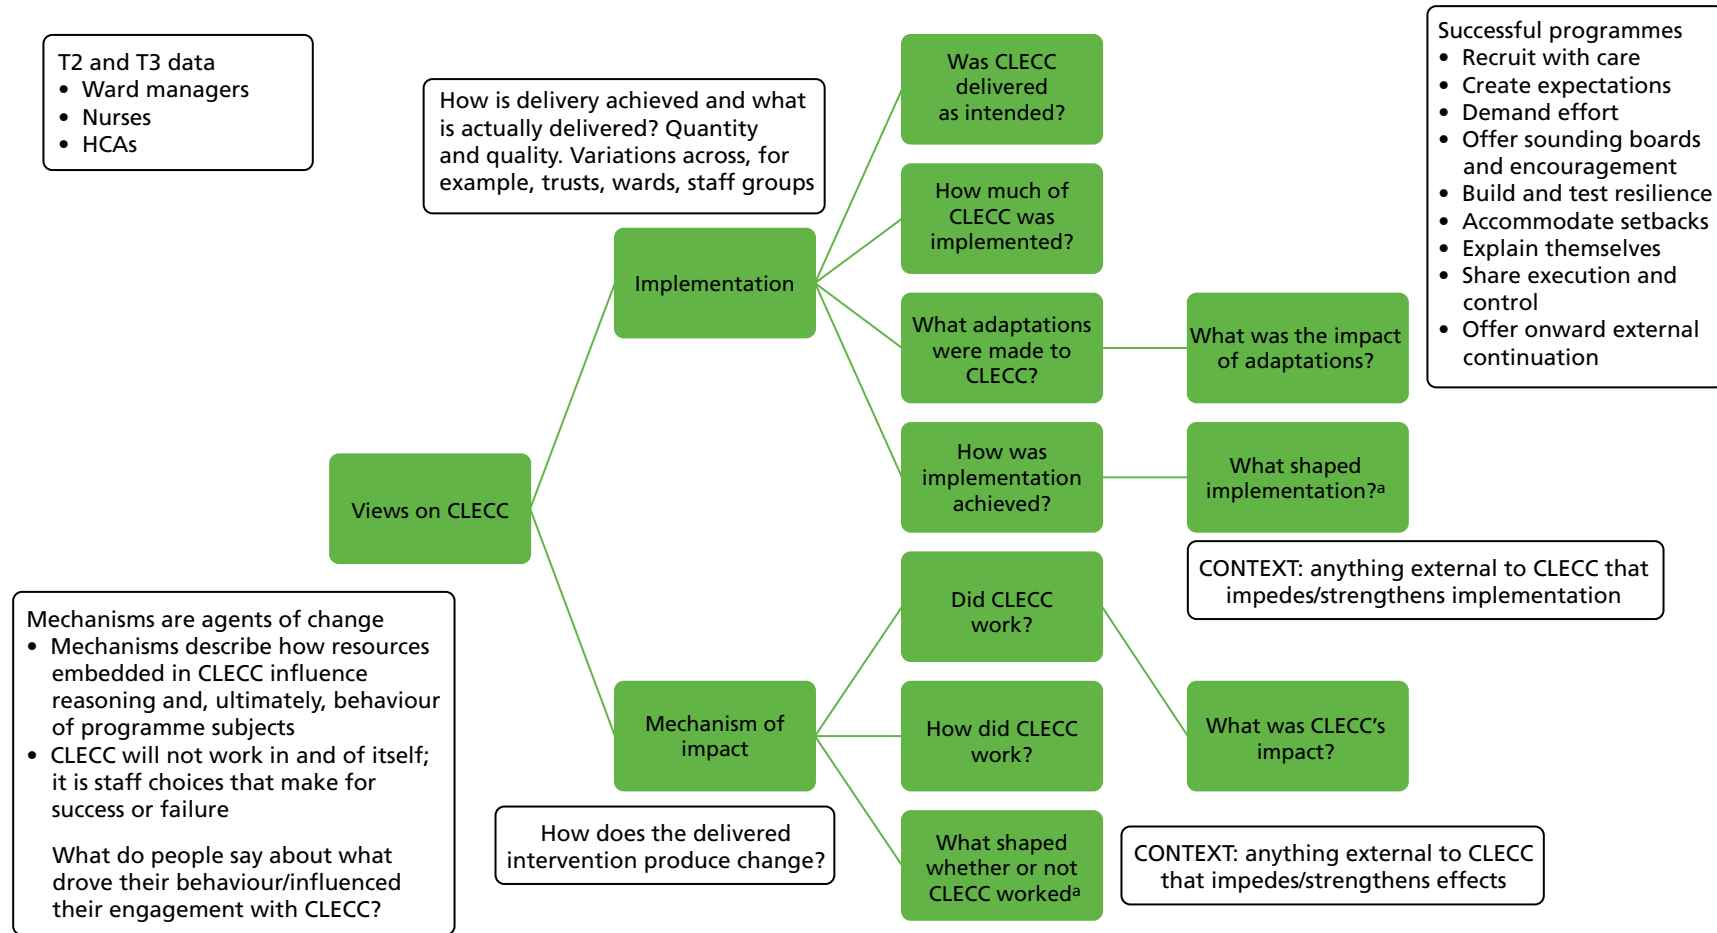 T2 and T3 data
• Ward managers
• Nurses
• HCAs
How is delivery achieved and what
is actually delivered? Quantity
and quality. Variations across, for
example, trusts, wards, staff groups
Was CLECC
delivered
as intended?
Successful programmes
• Recruit with care
• Create expectations
• Demand effort
• Offer sounding boards
and encouragement
• Build and test resilience
• Accommodate setbacks
• Explain themselves
• Share execution and
control
• Offer onward external
continuation
How much of
CLECC was
implemented?
Implementation
What adaptations
were made to
CLECC?
What was the impact
of adaptations?
How was
implementation
achieved?
What shaped
implementation?ᵃ
Views on CLECC
CONTEXT: anything external to CLECC that
impedes/strengthens implementation
Did CLECC
work?
Mechanisms are agents of change
• Mechanisms describe how resources
embedded in CLECC influence
reasoning and, ultimately, behaviour
of programme subjects
• CLECC will not work in and of itself;
it is staff choices that make for
success or failure
What do people say about what
drove their behaviour/influenced
their engagement with CLECC?
Mechanism of
impact
How did CLECC
work?
What was CLECC's
impact?
How does the delivered
intervention produce change?
What shaped
whether or not
CLECC workedᵃ
CONTEXT: anything external to CLECC
that impedes/strengthens effects